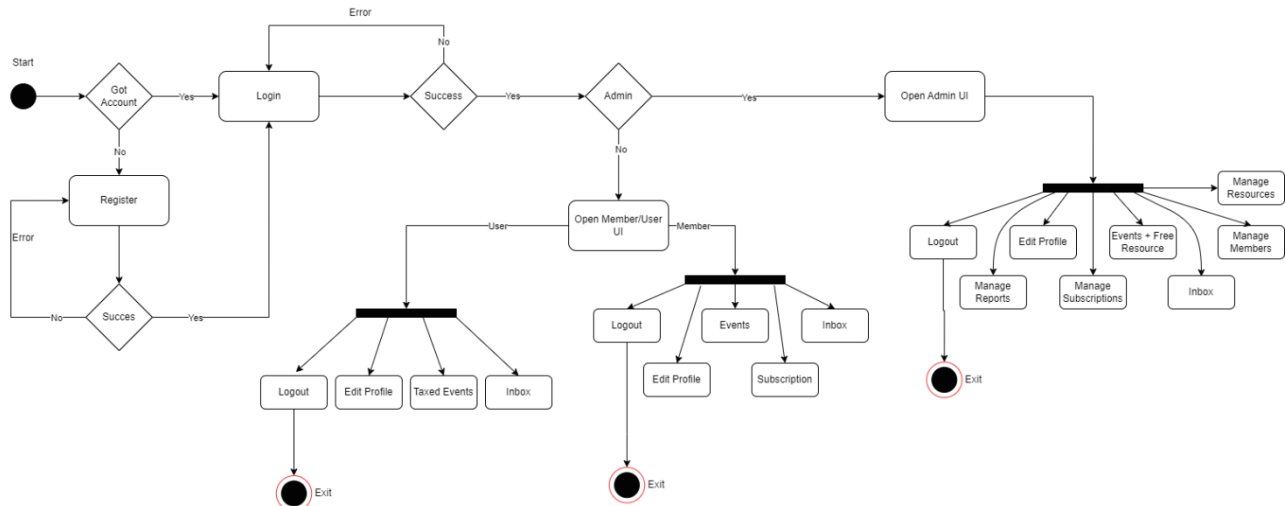 Error
No
Start
Got
Account
Yes
Login
Success
Yes
Admin
Yes
Open Admin UI
No
No
Register
Error
Manage
Resources
Open Member/User
UI
User
Member
Logout
Edit Profile
Events + Free
Resource
Manage
Members
Manage
Reports
Manage
Subscriptions
Inbox
No
Succes
Yes
Logout
Events
Inbox
Edit Profile
Subscription
Exit
Logout
Edit Profile
Taxed Events
Inbox
Exit
Exit